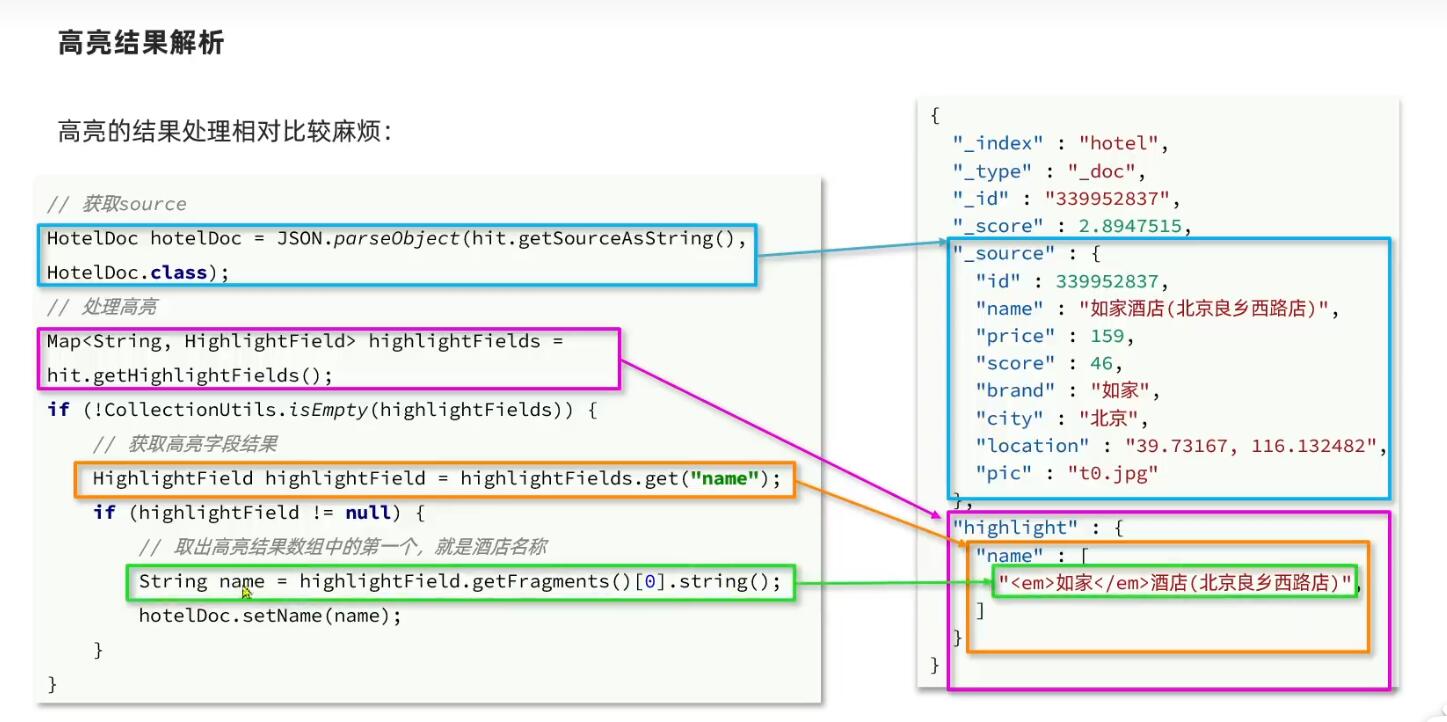 高亮结果解析
高亮的结果处理相对比较麻烦：
// 获取source
HotelDoc hotelDoc = JSON.parseObject(hit.getSourceAsString(),
HotelDoc.class);
// 处理高亮
Map<String, HighlightField> highlightFields =
hit.getHighlightFields();
if (!CollectionUtils.isEmpty(highlightFields)) {
// 获取高亮字段结果
HighlightField highlightField = highlightFields.get("name");
if (highlightField != null) {
// 取出高亮结果数组中的第一个，就是酒店名称
String name = highlightField.getFragments()[0].string();
hotelDoc.setName(name);
}
}
{
"_index" : "hotel",
"_type" : "_doc",
"_id" : "339952837",
"_score" : 2.8947515,
"_source" : {
"id" : 339952837,
"name" : "如家酒店(北京良乡西路店)",
"price" : 159,
"score" : 46,
"brand" : "如家",
"city" : "北京",
"location" : "39.73167, 116.132482",
"pic" : "t0.jpg"
},
"highlight" : {
"name" : [
"<em>如家</em>酒店(北京良乡西路店)",
]
}
}